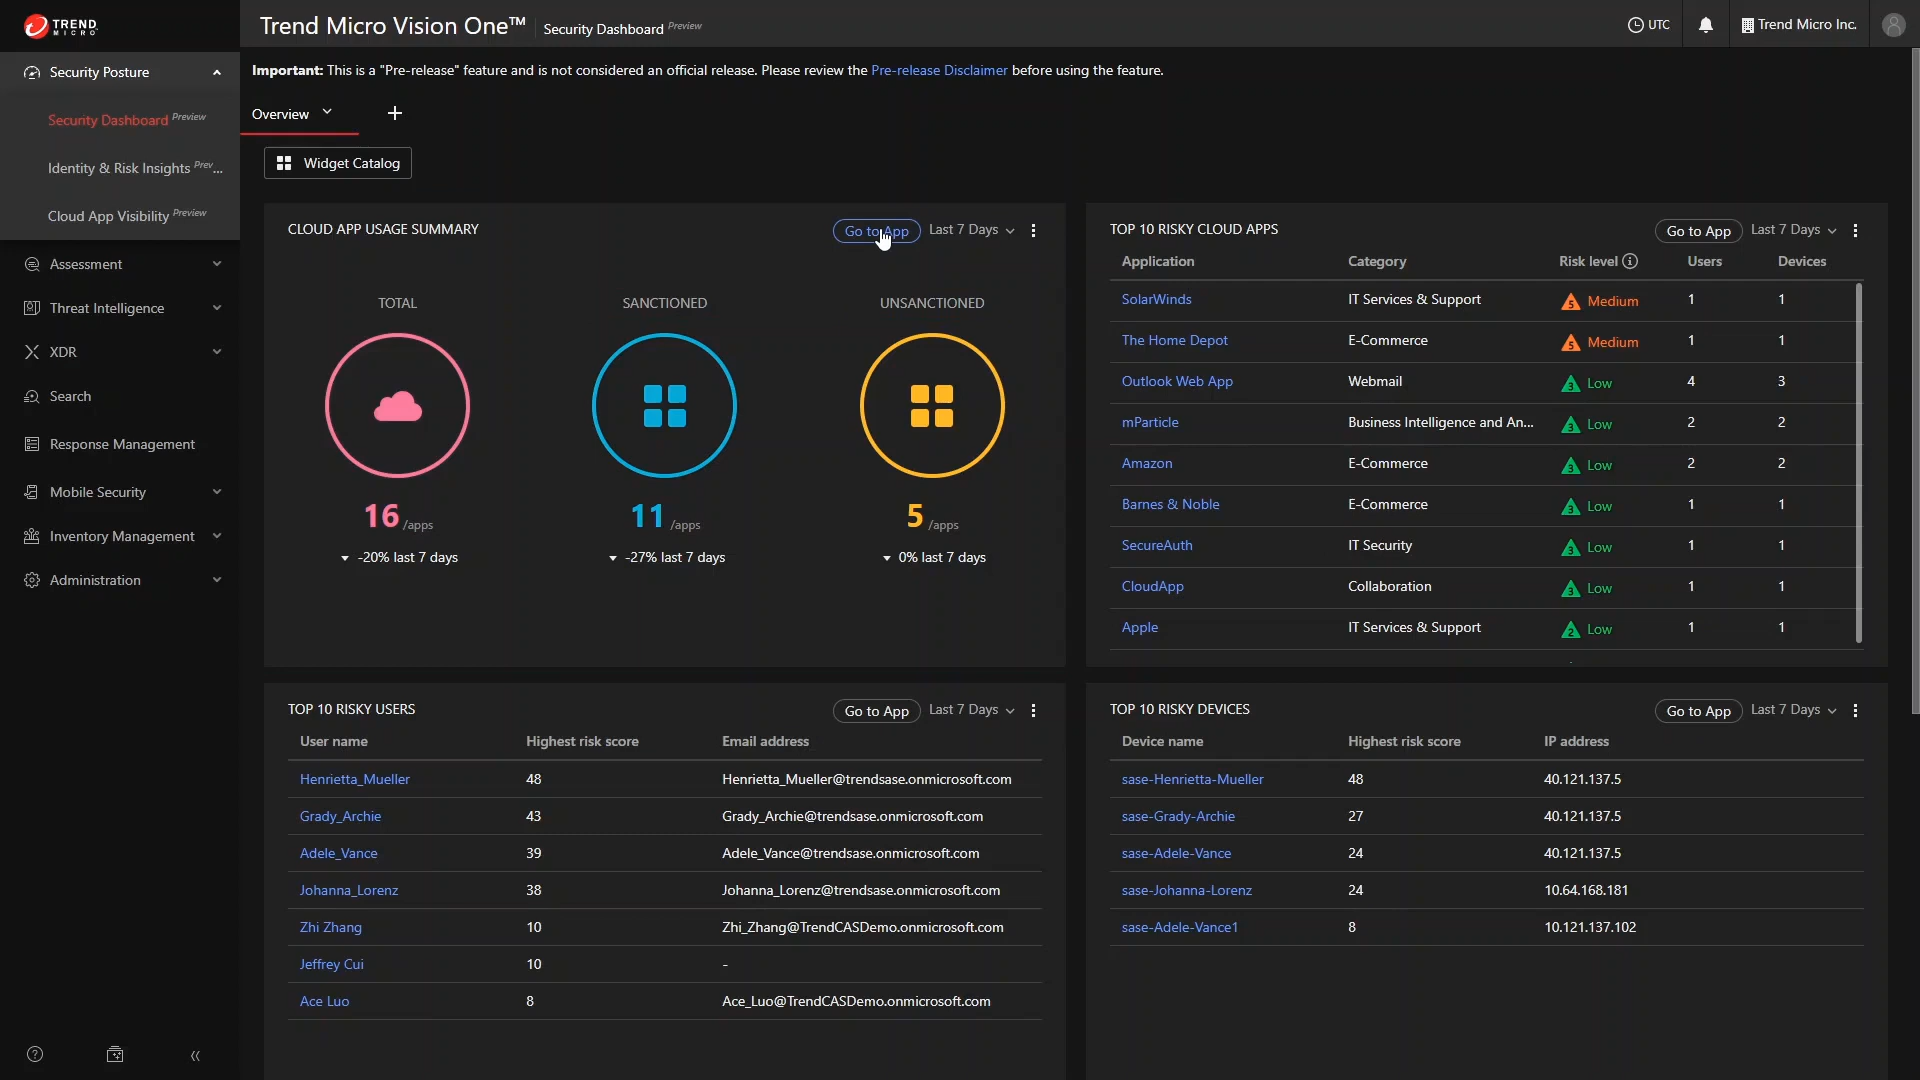 TREND
MICRO
Trend Micro Vision One™ Security Dashboard Preview
UTC
Trend Micro Inc.
Security Posture
Security Dashboard Preview
Identity & Risk Insights Prev...
Cloud App Visibility Preview
Assessment
Threat Intelligence
XDR
Search
Response Management
Mobile Security
Inventory Management
Administration
Important: This is a "Pre-release" feature and is not considered an official release. Please review the Pre-release Disclaimer before using the feature.
Overview
Widget Catalog
CLOUD APP USAGE SUMMARY Go to App Last 7 Days
TOTAL SANCTIONED UNSANCTIONED
16 /apps 11 /apps 5 /apps
-20% last 7 days -27% last 7 days 0% last 7 days
TOP 10 RISKY CLOUD APPS Go to App Last 7 Days
Application Category Risk level Users Devices
SolarWinds IT Services & Support 5 Medium 1 1
The Home Depot E-Commerce 5 Medium 1 1
Outlook Web App Webmail 3 Low 4 3
mParticle Business Intelligence and An... 3 Low 2 2
Amazon E-Commerce 3 Low 2 2
Barnes & Noble E-Commerce 3 Low 1 1
SecureAuth IT Security 3 Low 1 1
CloudApp Collaboration 3 Low 1 1
Apple IT Services & Support 2 Low 1 1
TOP 10 RISKY USERS Go to App Last 7 Days
User name Highest risk score Email address
Henrietta_Mueller 48 Henrietta_Mueller@trendsase.onmicrosoft.com
Grady_Archie 43 Grady_Archie@trendsase.onmicrosoft.com
Adele_Vance 39 Adele_Vance@trendsase.onmicrosoft.com
Johanna_Lorenz 38 Johanna_Lorenz@trendsase.onmicrosoft.com
Zhi Zhang 10 Zhi_Zhang@TrendCASDemo.onmicrosoft.com
Jeffrey Cui 10 -
Ace Luo 8 Ace_Luo@TrendCASDemo.onmicrosoft.com
TOP 10 RISKY DEVICES Go to App Last 7 Days
Device name Highest risk score IP address
sase-Henrietta-Mueller 48 40.121.137.5
sase-Grady-Archie 27 40.121.137.5
sase-Adele-Vance 24 40.121.137.5
sase-Johanna-Lorenz 24 10.64.168.181
sase-Adele-Vance1 8 10.121.137.102